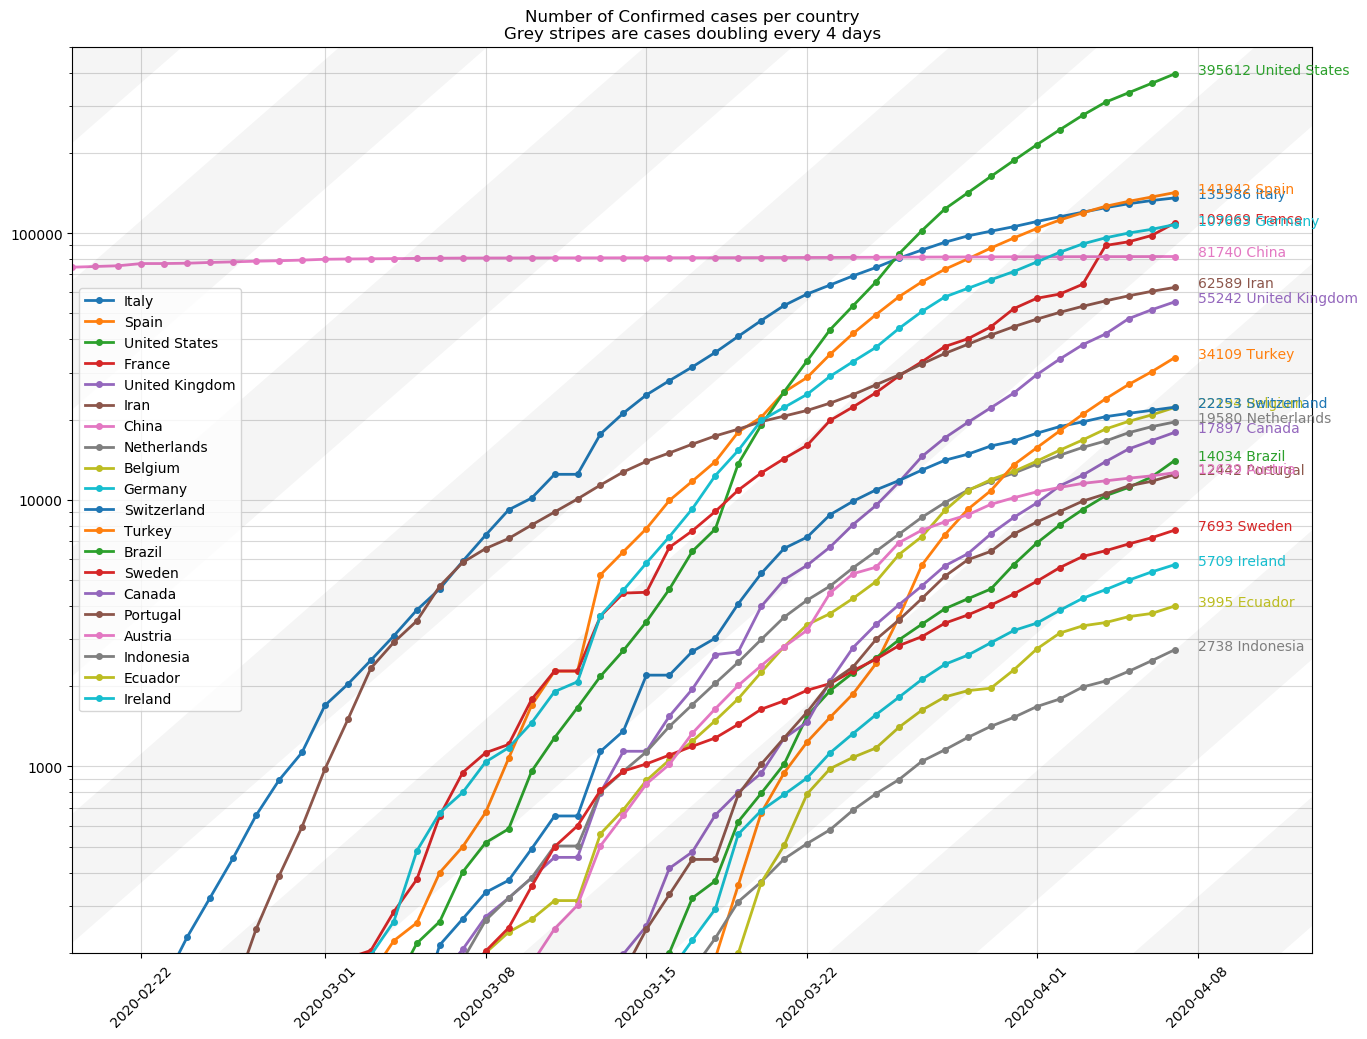 Number of Confirmed cases per country
Grey stripes are cases doubling every 4 days
395612 United States
Spain
135586 Italy
100000
109069 France
Germany
81740 China
62589 Iran
55242 United Kingdom
34109 Turkey
22253 Switzerland
19580 Netherlands
17897 Canada
14034 Brazil
10000
12442 Portugal
7693 Sweden
5709 Ireland
3995 Ecuador
2738 Indonesia
1000
Italy
Spain
United States
France
United Kingdom
Iran
China
Netherlands
Belgium
Germany
Switzerland
Turkey
Brazil
Sweden
Canada
Portugal
Austria
Indonesia
Ecuador
Ireland
2020-02-22
2020-03-01
2020-03-08
2020-03-15
2020-03-22
2020-04-01
2020-04-08